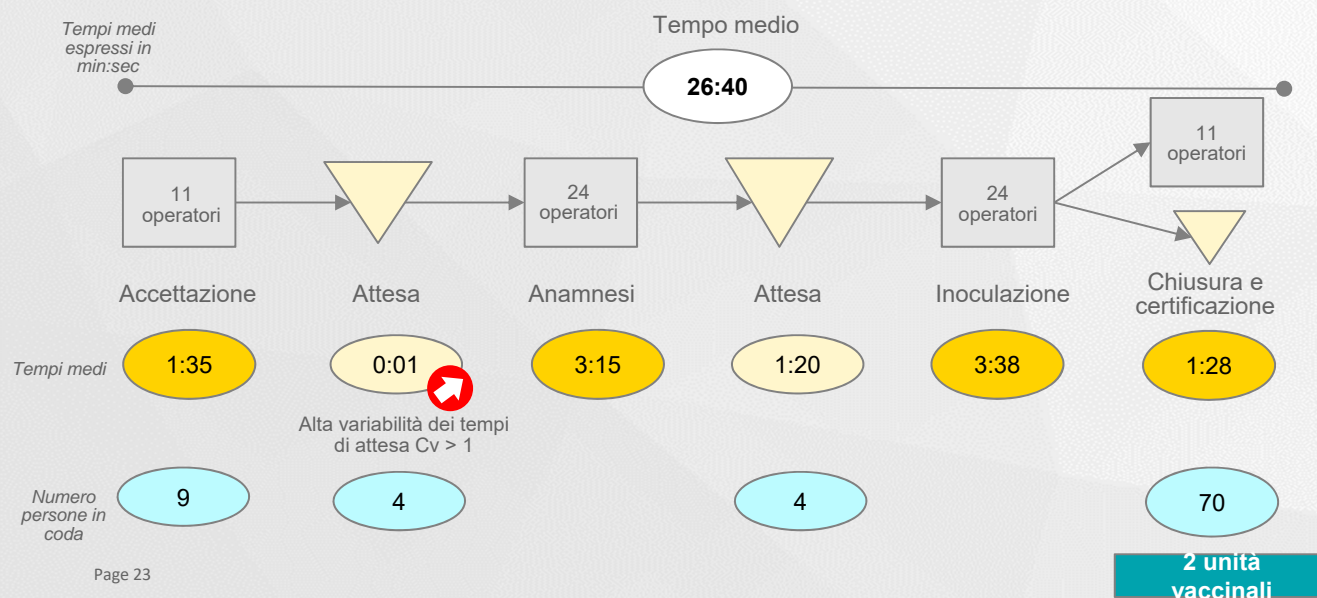 Tempi medi
espressi in
min:sec
Tempo medio
26:40
11
operatori
24
operatori
24
operatori
11
operatori
Accettazione
Attesa
Anamnesi
Attesa
Inoculazione
Chiusura e
certificazione
Tempi medi
1:35
0:01
3:15
1:20
3:38
1:28
Alta variabilità dei tempi
di attesa Cv > 1
Numero
persone in
coda
9
4
4
70
Page 23
2 unità
vaccinali